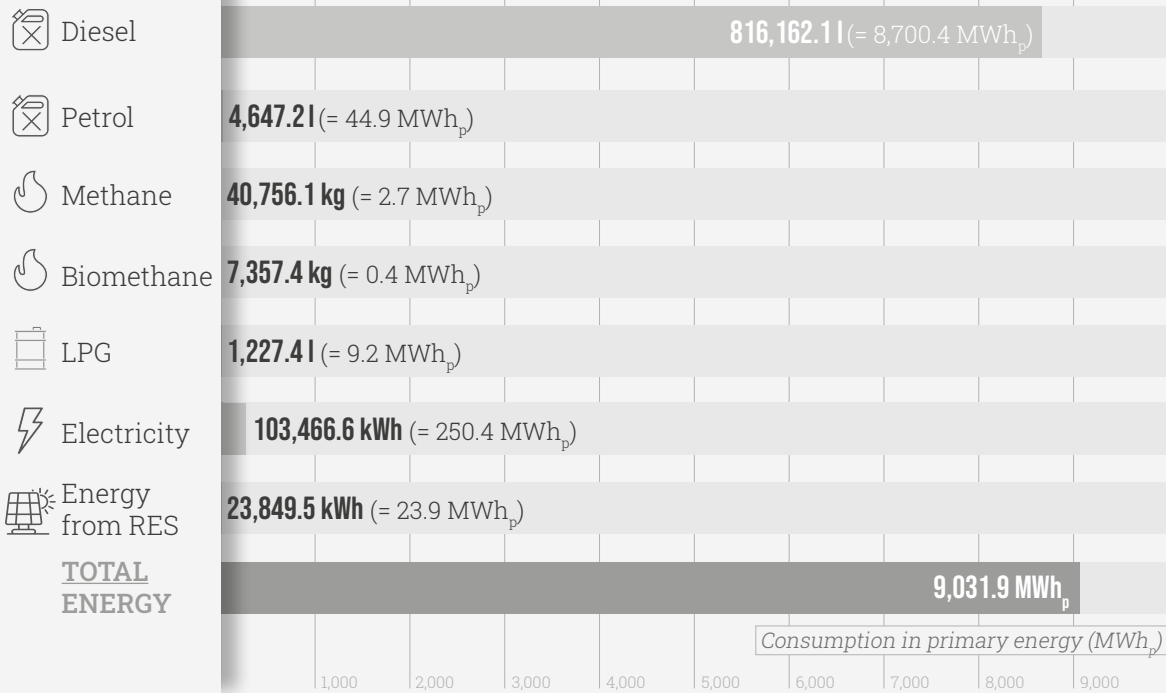 Diesel
816,162.1 l (= 8,700.4 MWhp)
Petrol
4,647.2 l (= 44.9 MWhp)
Methane
40,756.1 kg (= 2.7 MWhp)
Biomethane
7,357.4 kg (= 0.4 MWhp)
LPG
1,227.4 l (= 9.2 MWhp)
Electricity
103,466.6 kWh (= 250.4 MWhp)
Energy
from RES
23,849.5 kWh (= 23.9 MWhp)
TOTAL
ENERGY
9,031.9 MWhp
Consumption in primary energy (MWhp)
1,000 2,000 3,000 4,000 5,000 6,000 7,000 8,000 9,000